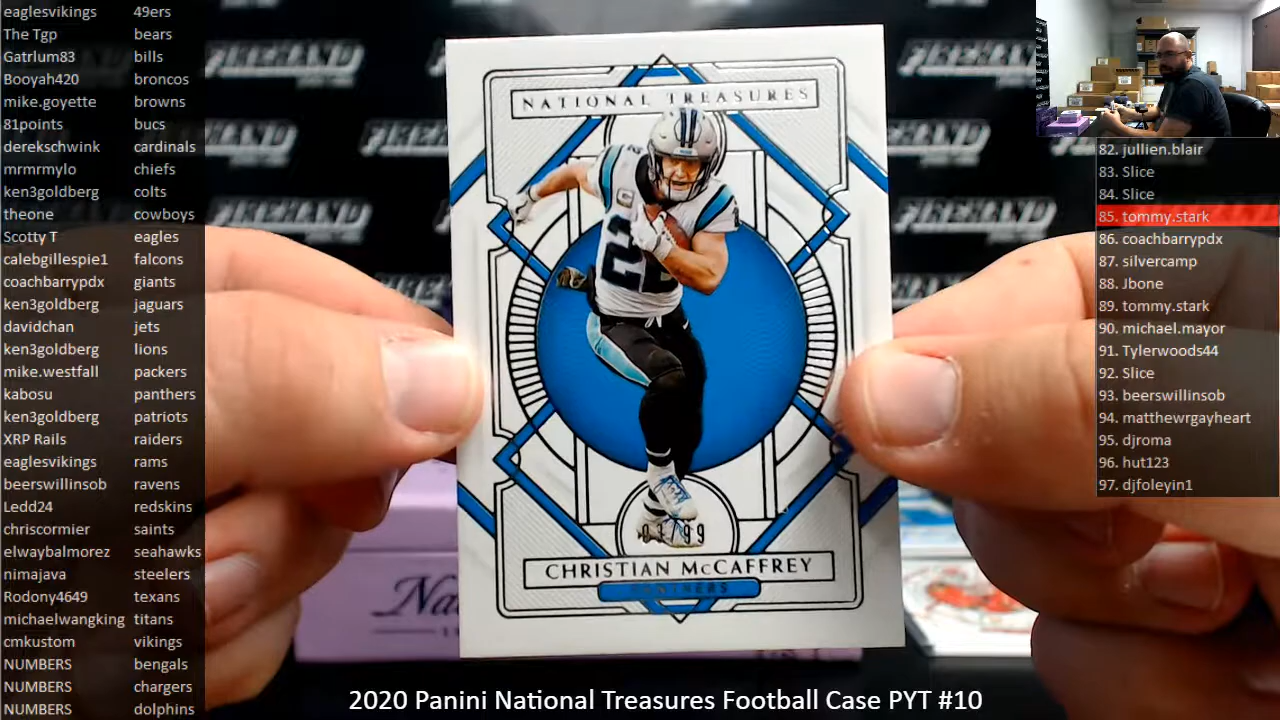 eaglesvikings 49ers
The Tgp bears
Gatrlum83 bills
Booyah420 broncos
mike.goyette browns
81points bucs
derekschwink cardinals
mrmrmylo chiefs
ken3goldberg colts
theone cowboys
Scotty T eagles
calebgillespie1 falcons
coachbarrypdx giants
ken3goldberg jaguars
davidchan jets
ken3goldberg lions
mike.westfall packers
kabosu panthers
ken3goldberg patriots
XRP Rails raiders
eaglesvikings rams
beerswillinsob ravens
Ledd24 redskins
chriscormier saints
elwaybalmorez seahawks
nimajava steelers
Rodony4649 texans
michaelwangking titans
cmkustom vikings
NUMBERS bengals
NUMBERS chargers
NUMBERS dolphins
FIREHAND
FIREHAND
FIREHAND
FIREHAND
FIREHAND
NATIONAL TREASURES
22
CHRISTIAN McCAFFREY
PANTHERS
82. jullien.blair
83. Slice
84. Slice
85. tommy.stark
86. coachbarrypdx
87. silvercamp
88. Jbone
89. tommy.stark
90. michael.mayor
91. Tylerwoods44
92. Slice
93. beerswillinsob
94. matthewrgayheart
95. djroma
96. hut123
97. djfoleyin1
2020 Panini National Treasures Football Case PYT #10